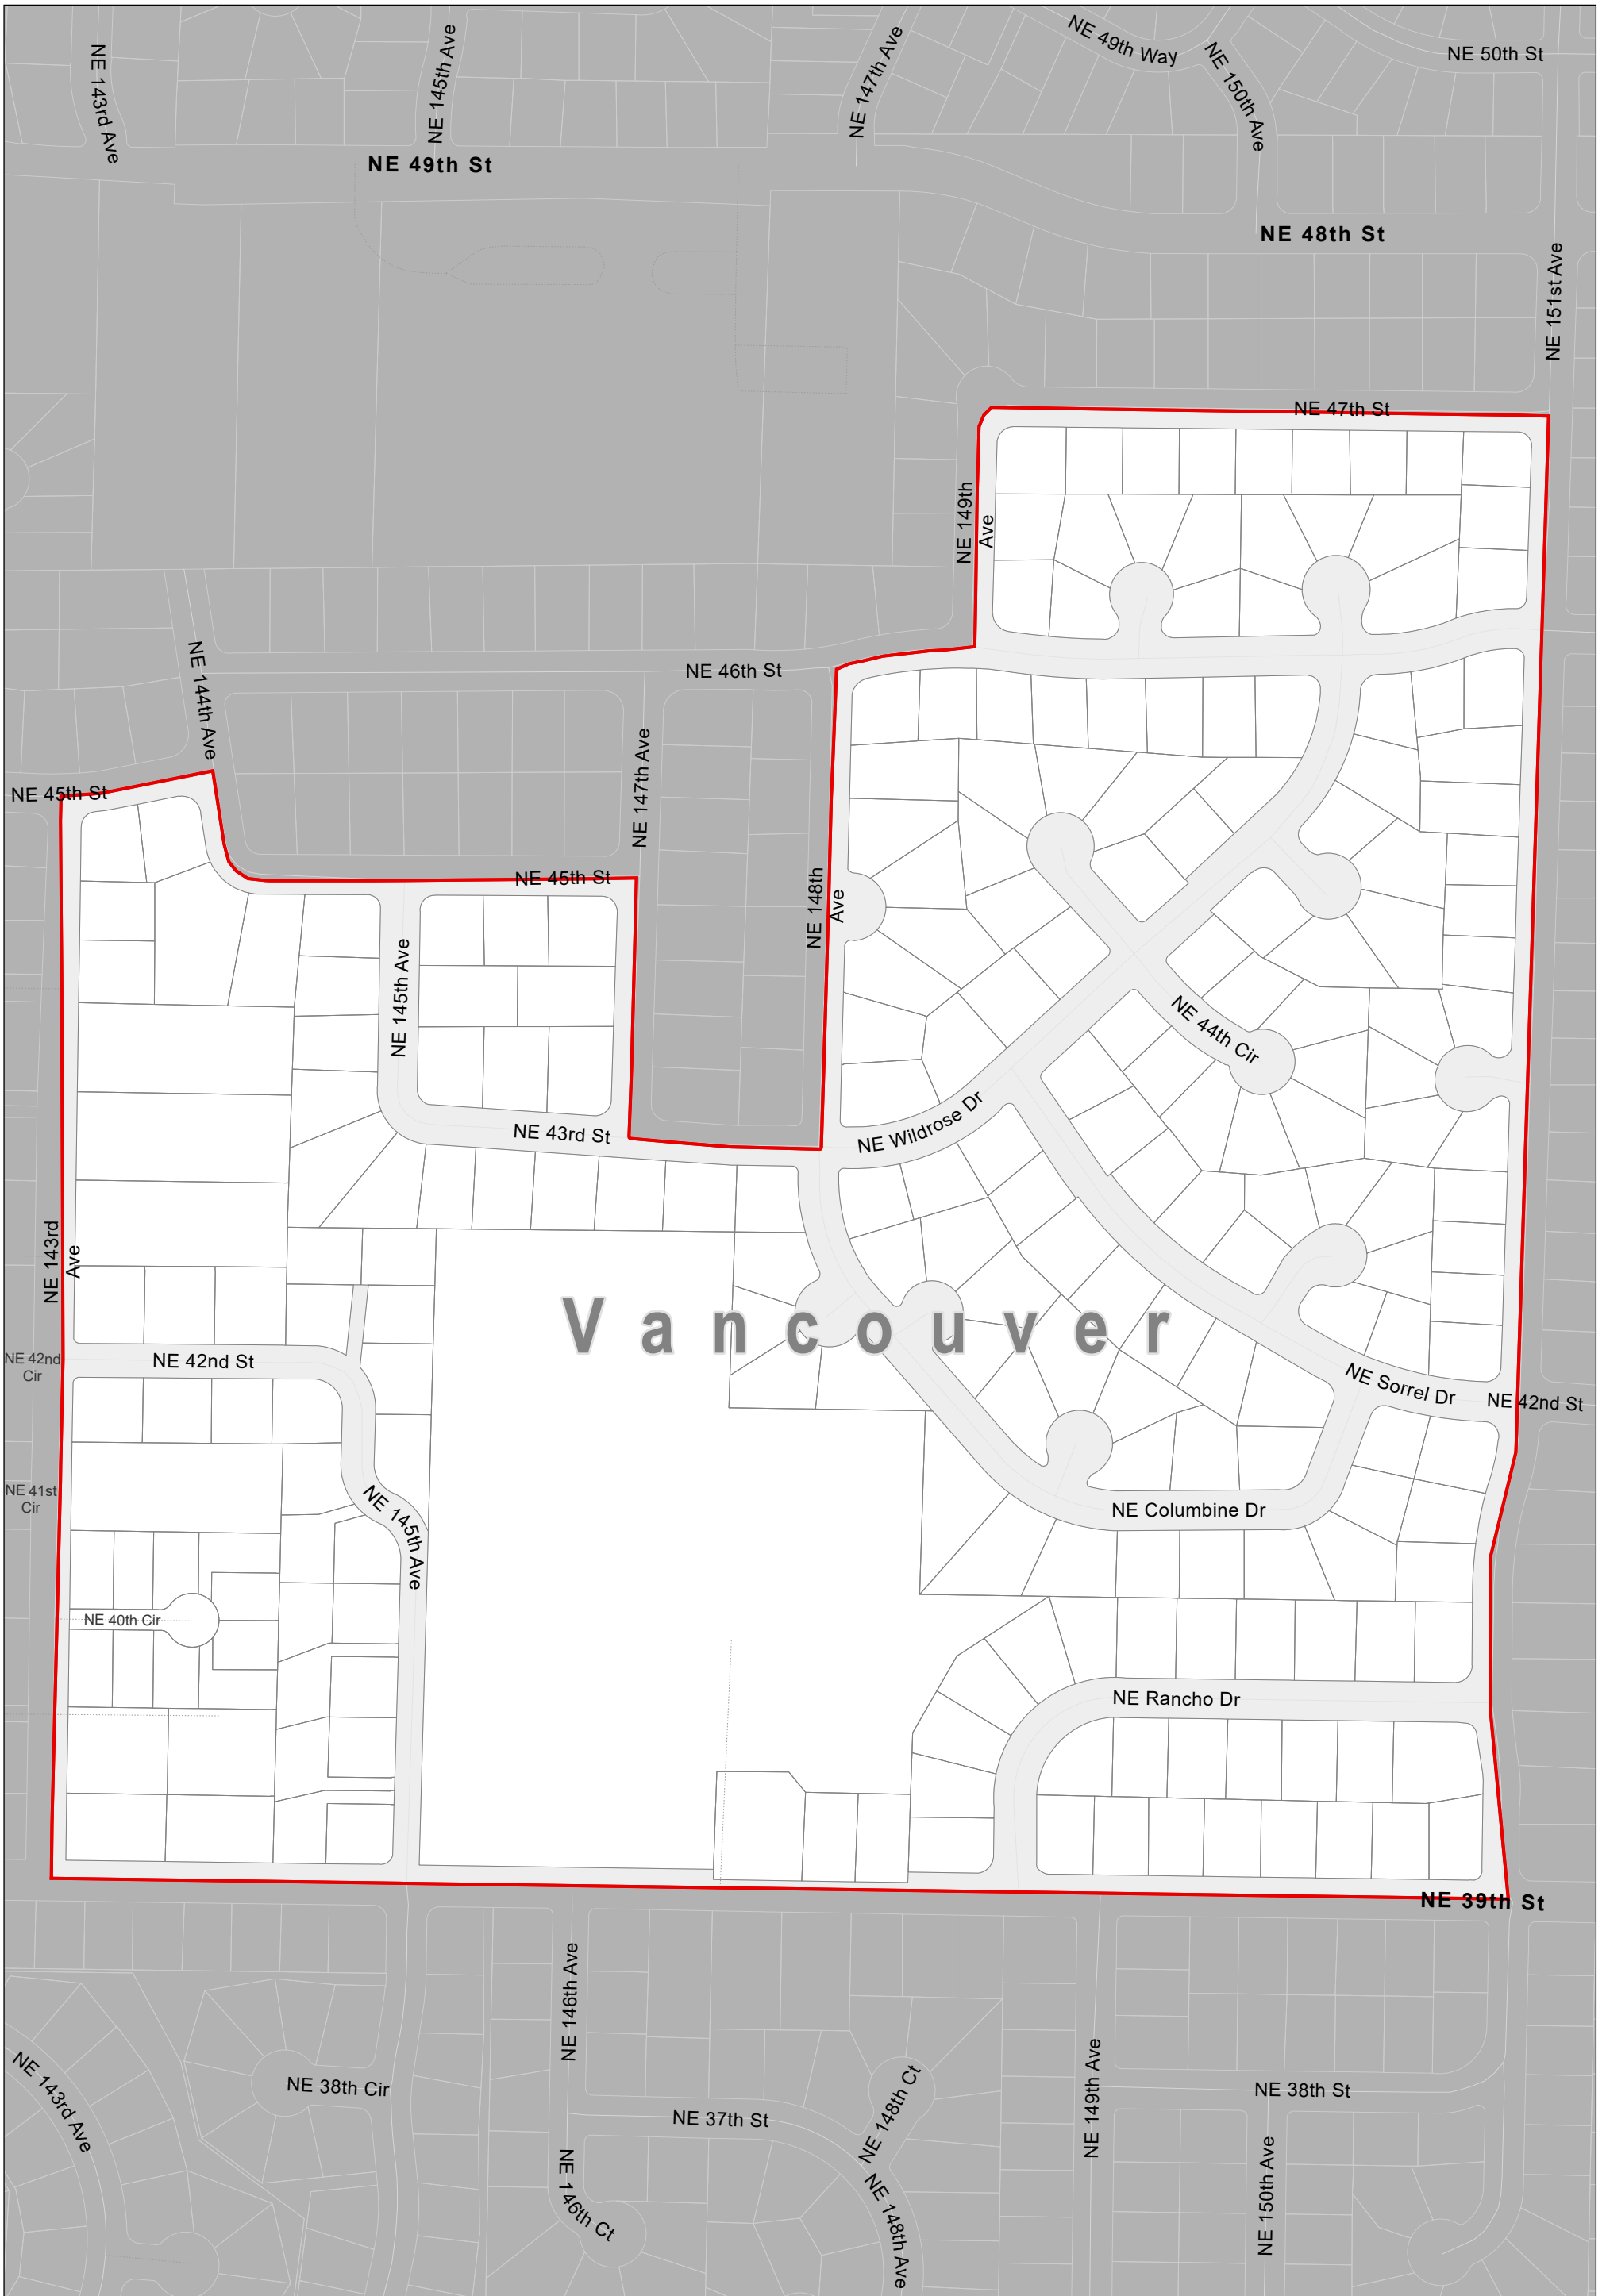 NE 49th Way
NE 50th St
NE 143rd Ave
NE 145th Ave
NE 147th Ave
NE 150th Ave
NE 49th St
NE 48th St
NE 151st Ave
NE 47th St
NE 149th
Ave
NE 46th St
NE 144th Ave
NE 147th Ave
NE 45th St
NE 45th St
NE 148th
Ave
NE 145th Ave
NE 44th Cir
NE Wildrose Dr
NE 43rd St
NE 143rd
Ave
Vancouver
NE 42nd
Cir
NE 42nd St
NE Sorrel Dr
NE 42nd St
NE 41st
Cir
NE 145th Ave
NE Columbine Dr
NE 40th Cir
NE Rancho Dr
NE 39th St
NE 146th Ave
NE 143rd Ave
NE 38th Cir
NE 148th Ct
NE 149th Ave
NE 38th St
NE 37th St
NE 146th Ct
NE 148th Ave
NE 150th Ave